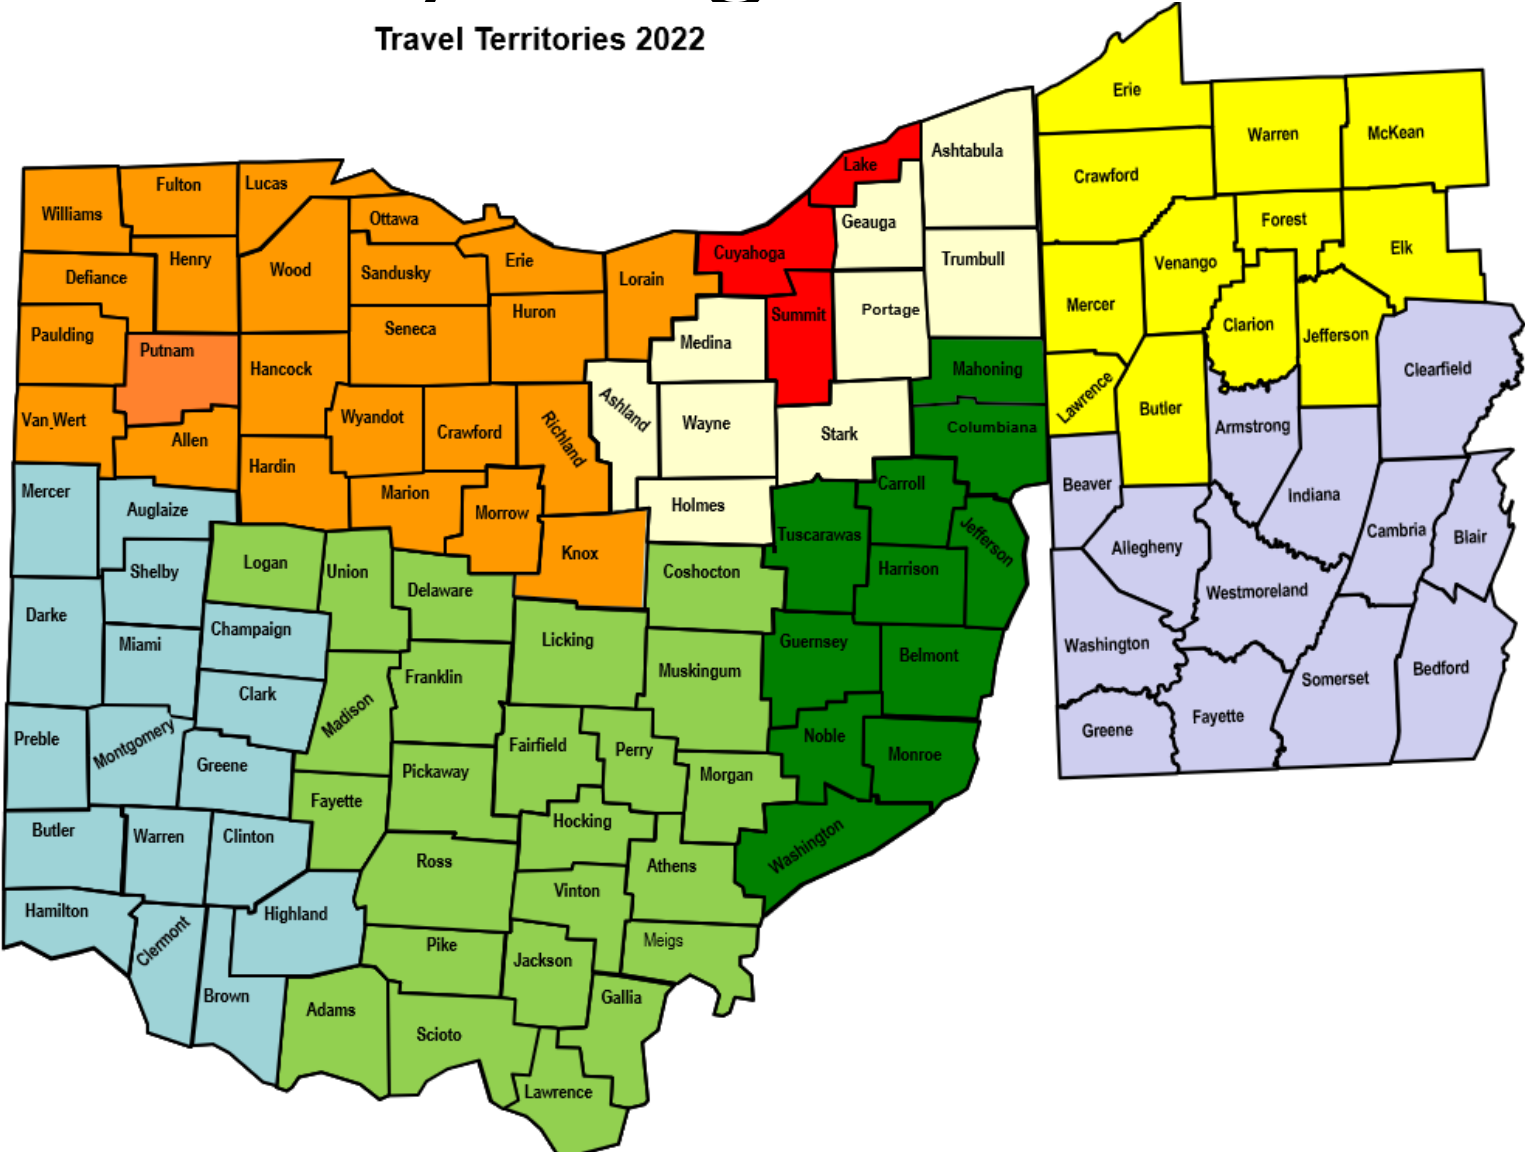 Travel Territories 2022
Erie
Warren
McKean
Crawford
Forest
Elk
Venango
Mercer
Clarion
Jefferson
Lawrence
Butler
Clearfield
Armstrong
Beaver
Indiana
Allegheny
Cambria
Blair
Westmoreland
Washington
Somerset
Bedford
Greene
Fayette
Williams
Fulton
Lucas
Ottawa
Defiance
Henry
Wood
Sandusky
Erie
Lorain
Paulding
Putnam
Hancock
Seneca
Huron
Van_Wert
Allen
Hardin
Wyandot
Crawford
Richland
Marion
Morrow
Knox
Lake
Cuyahoga
Summit
Ashtabula
Geauga
Trumbull
Portage
Medina
Ashland
Wayne
Stark
Holmes
Mahoning
Columbiana
Carroll
Tuscarawas
Jefferson
Harrison
Guernsey
Belmont
Noble
Monroe
Washington
Mercer
Auglaize
Shelby
Darke
Miami
Champaign
Clark
Preble
Montgomery
Greene
Butler
Warren
Clinton
Hamilton
Clermont
Highland
Brown
Logan
Union
Delaware
Coshocton
Licking
Muskingum
Franklin
Madison
Fairfield
Perry
Morgan
Pickaway
Fayette
Hocking
Ross
Athens
Vinton
Meigs
Pike
Jackson
Gallia
Adams
Scioto
Lawrence